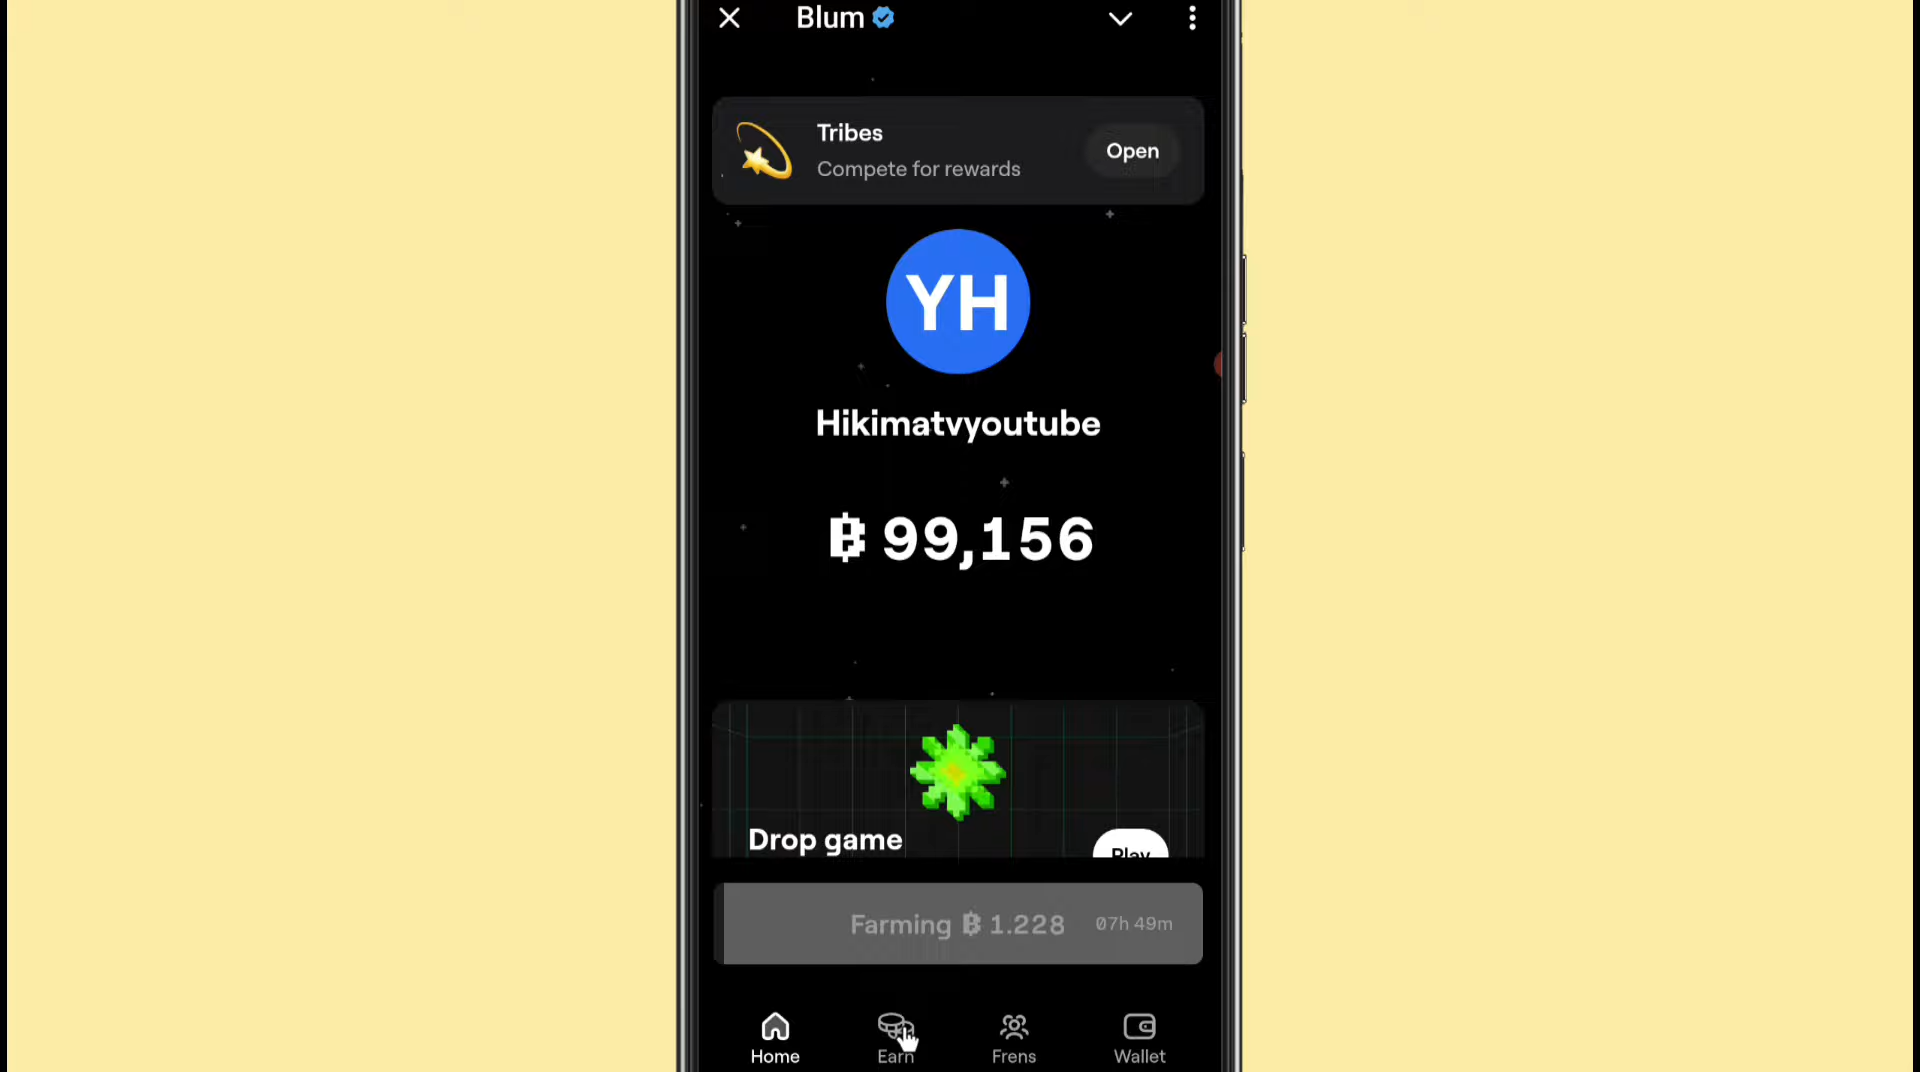 Blum
Tribes
Compete for rewards
Open
YH
Hikimatvyoutube
฿ 99,156
Drop game
Play
Farming ฿ 1.228
07h 49m
Home
Earn
Frens
Wallet